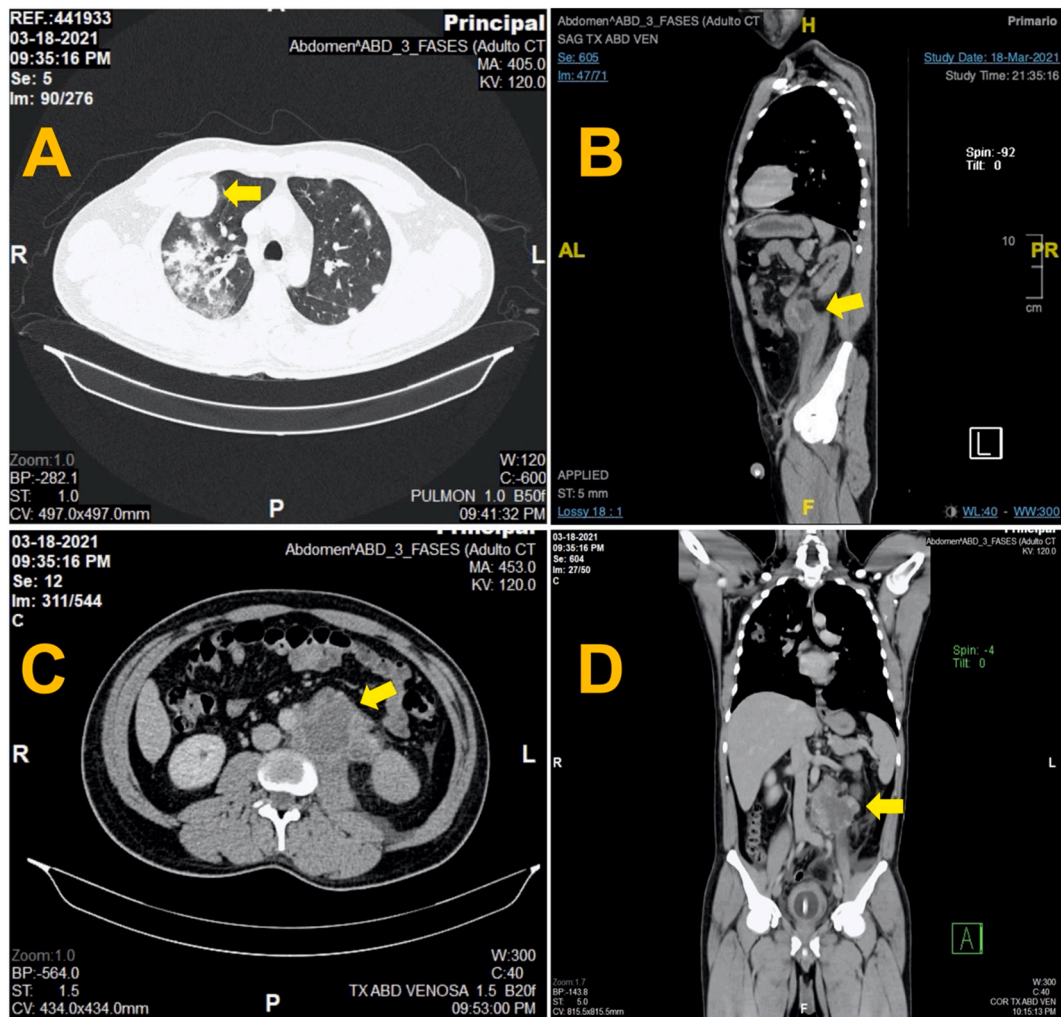 A
REF.:441933
03-18-2021
09:35:16 PM
Se: 5
Im: 90/276
Principal
Abdomen^ABD_3_FASES (Adulto CT
MA: 405.0
KV: 120.0
A
R
L
Zoom:1.0
BP:-282.1
ST: 1.0
CV: 497.0x497.0mm
P
W:120
C:-600
PULMON 1.0 B50f
09:41:32 PM
Abdomen^ABD_3_FASES (Adulto CT
SAG TX ABD VEN
Se: 605
Im: 47/71
H
Primario
Study Date: 18-Mar-2021
Study Time: 21:35:16
B
Spin: -92
Tilt: 0
AL
10
PR
cm
L
APPLIED
ST: 5 mm
Lossy 18 : 1
F
WL:40 - WW:300
03-18-2021
09:35:16 PM
Se: 12
Im: 311/544
C
Principal
Abdomen^ABD_3_FASES (Adulto CT
MA: 453.0
KV: 120.0
C
R
L
Zoom:1.0
BP:-564.0
ST: 1.5
CV: 434.0x434.0mm
P
W:300
C:40
TX ABD VENOSA 1.5 B20f
09:53:00 PM
03-18-2021
09:35:16 PM
Se: 604
Im: 27/50
C
Principal
Abdomen^ABD_3_FASES (Adulto CT
KV: 120.0
D
Spin: -4
Tilt: 0
R
L
A
Zoom:1.7
BP:-143.8
ST: 5.0
CV: 815.5x815.5mm
F
W:300
C:40
COR TX ABD VEN
10:15:13 PM